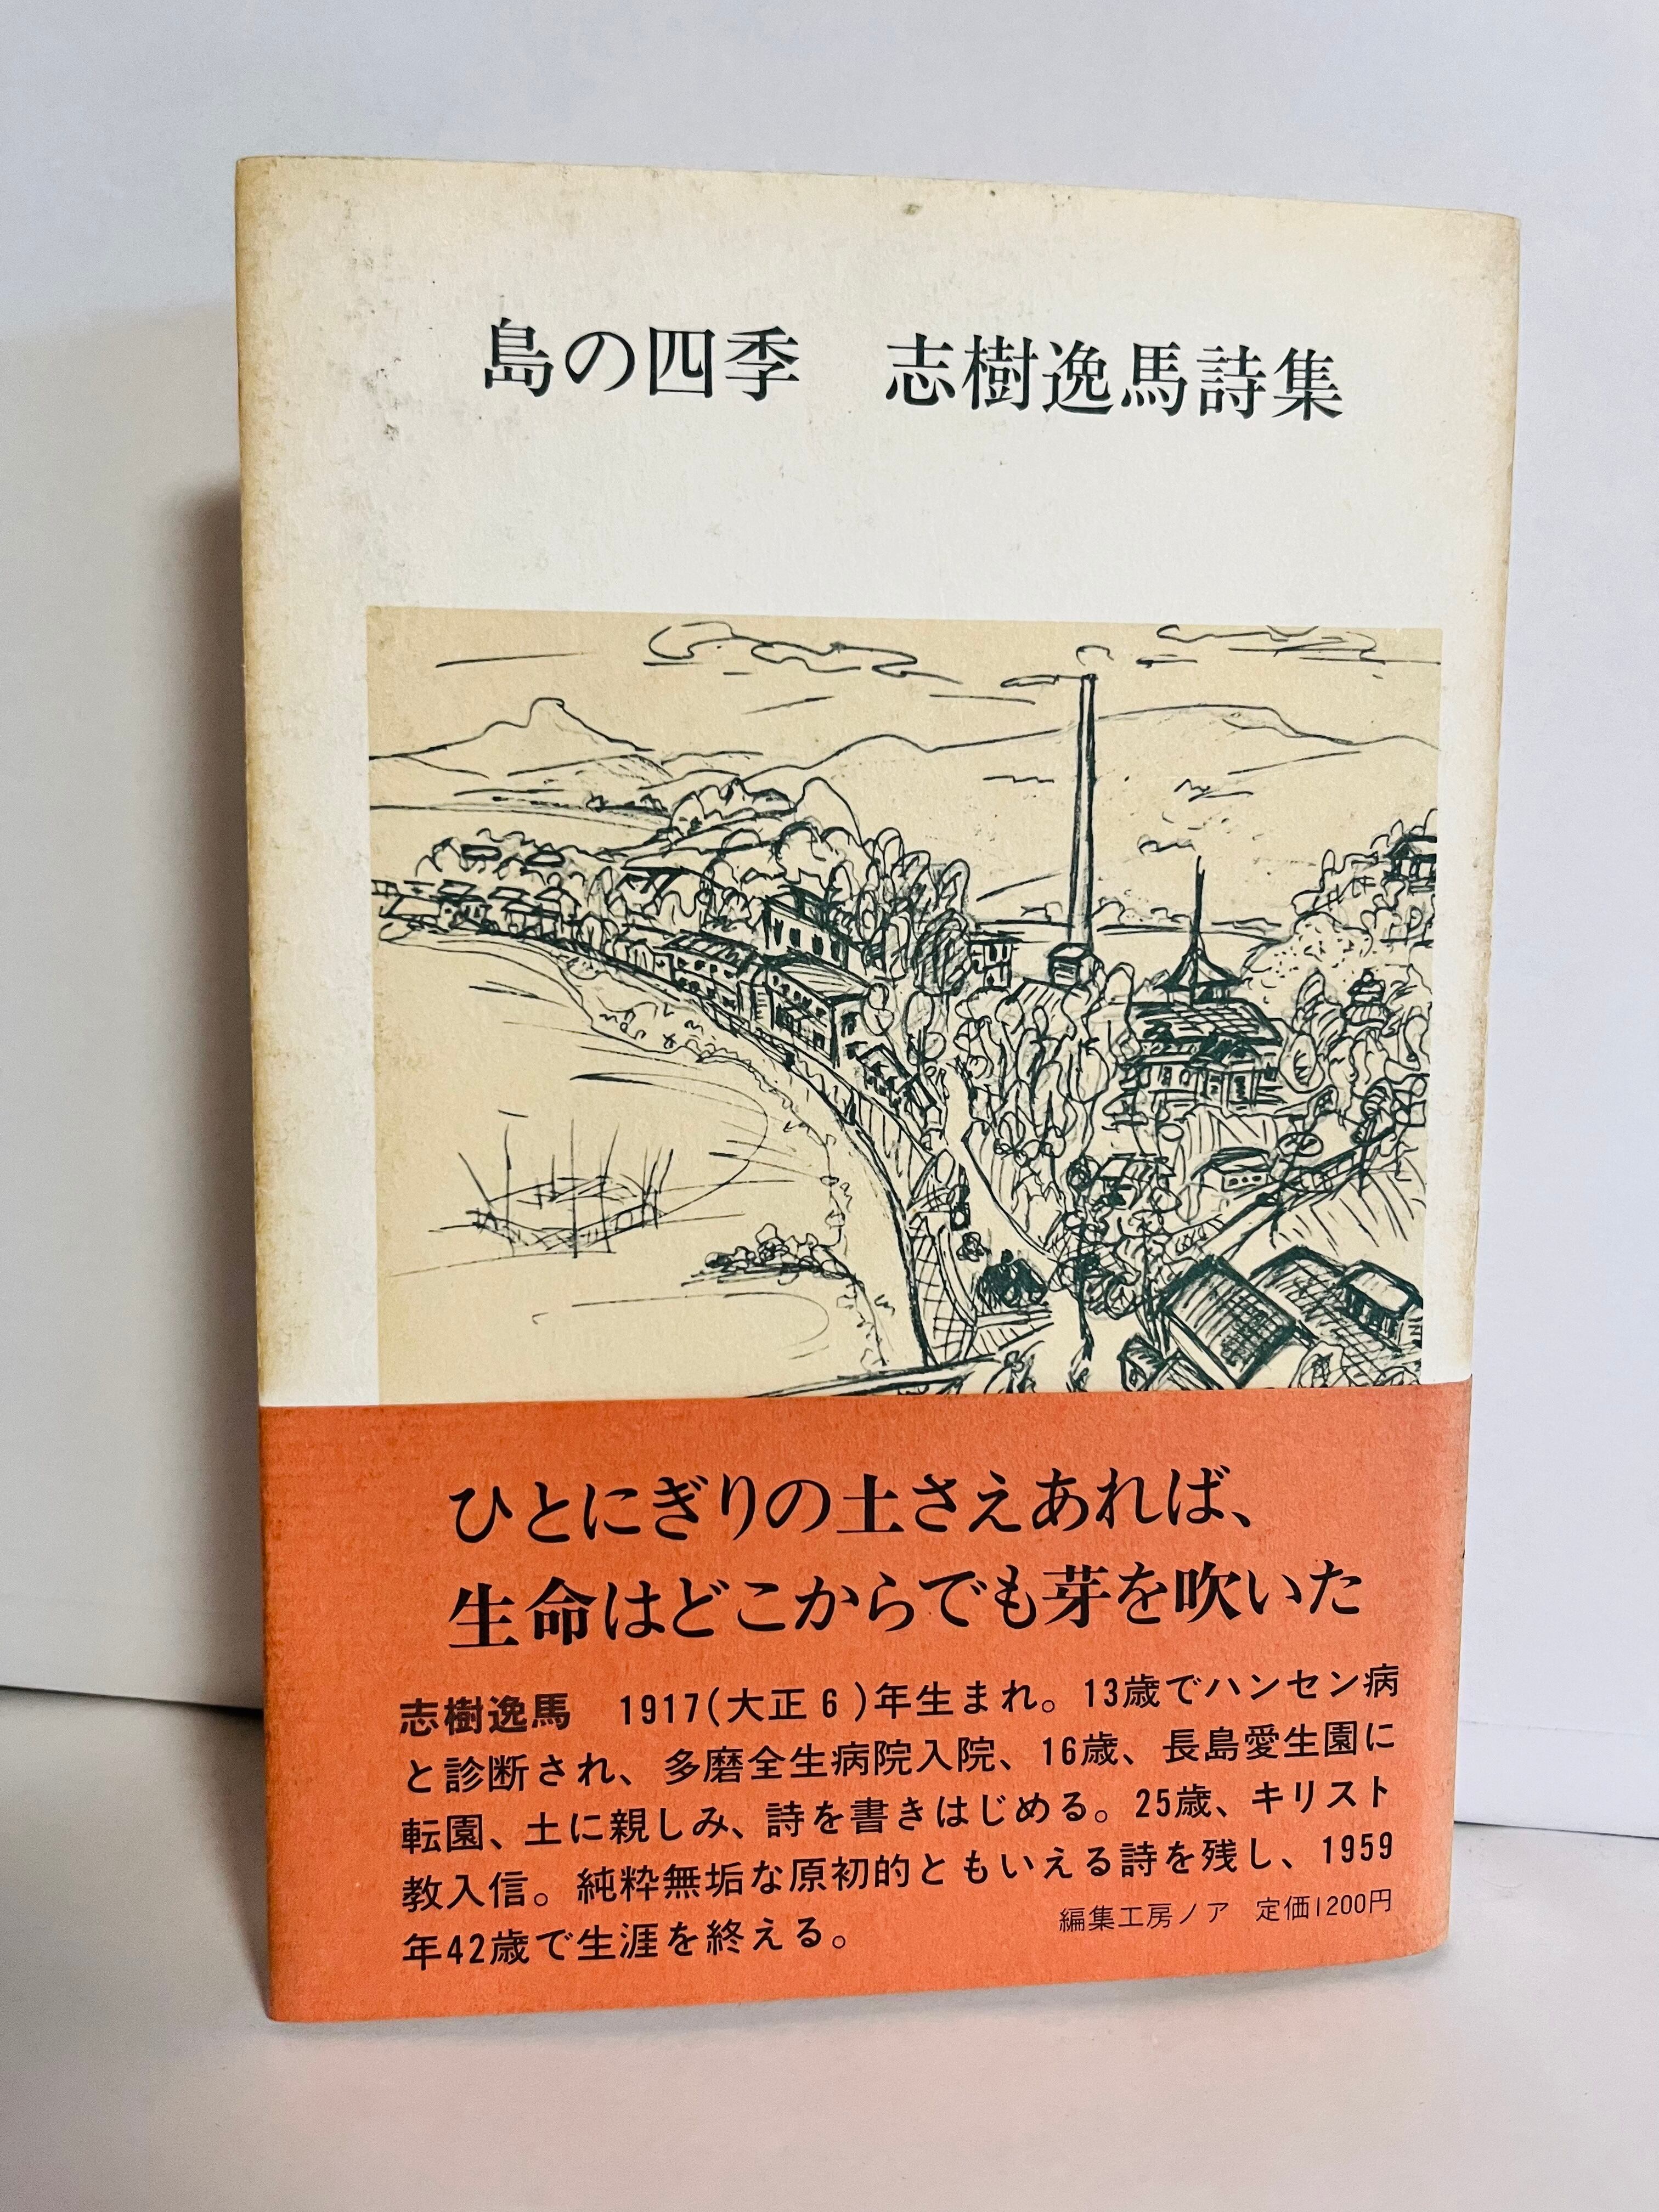 島の四季　志樹逸馬詩集
ひとにぎりの土さえあれば、
生命はどこからでも芽を吹いた
志樹逸馬　1917(大正6)年生まれ。13歳でハンセン病
と診断され、多磨全生病院入院、16歳、長島愛生園に
転園、土に親しみ、詩を書きはじめる。25歳、キリスト
教入信。純粋無垢な原初的ともいえる詩を残し、1959
年42歳で生涯を終える。
編集工房ノア　定価1200円